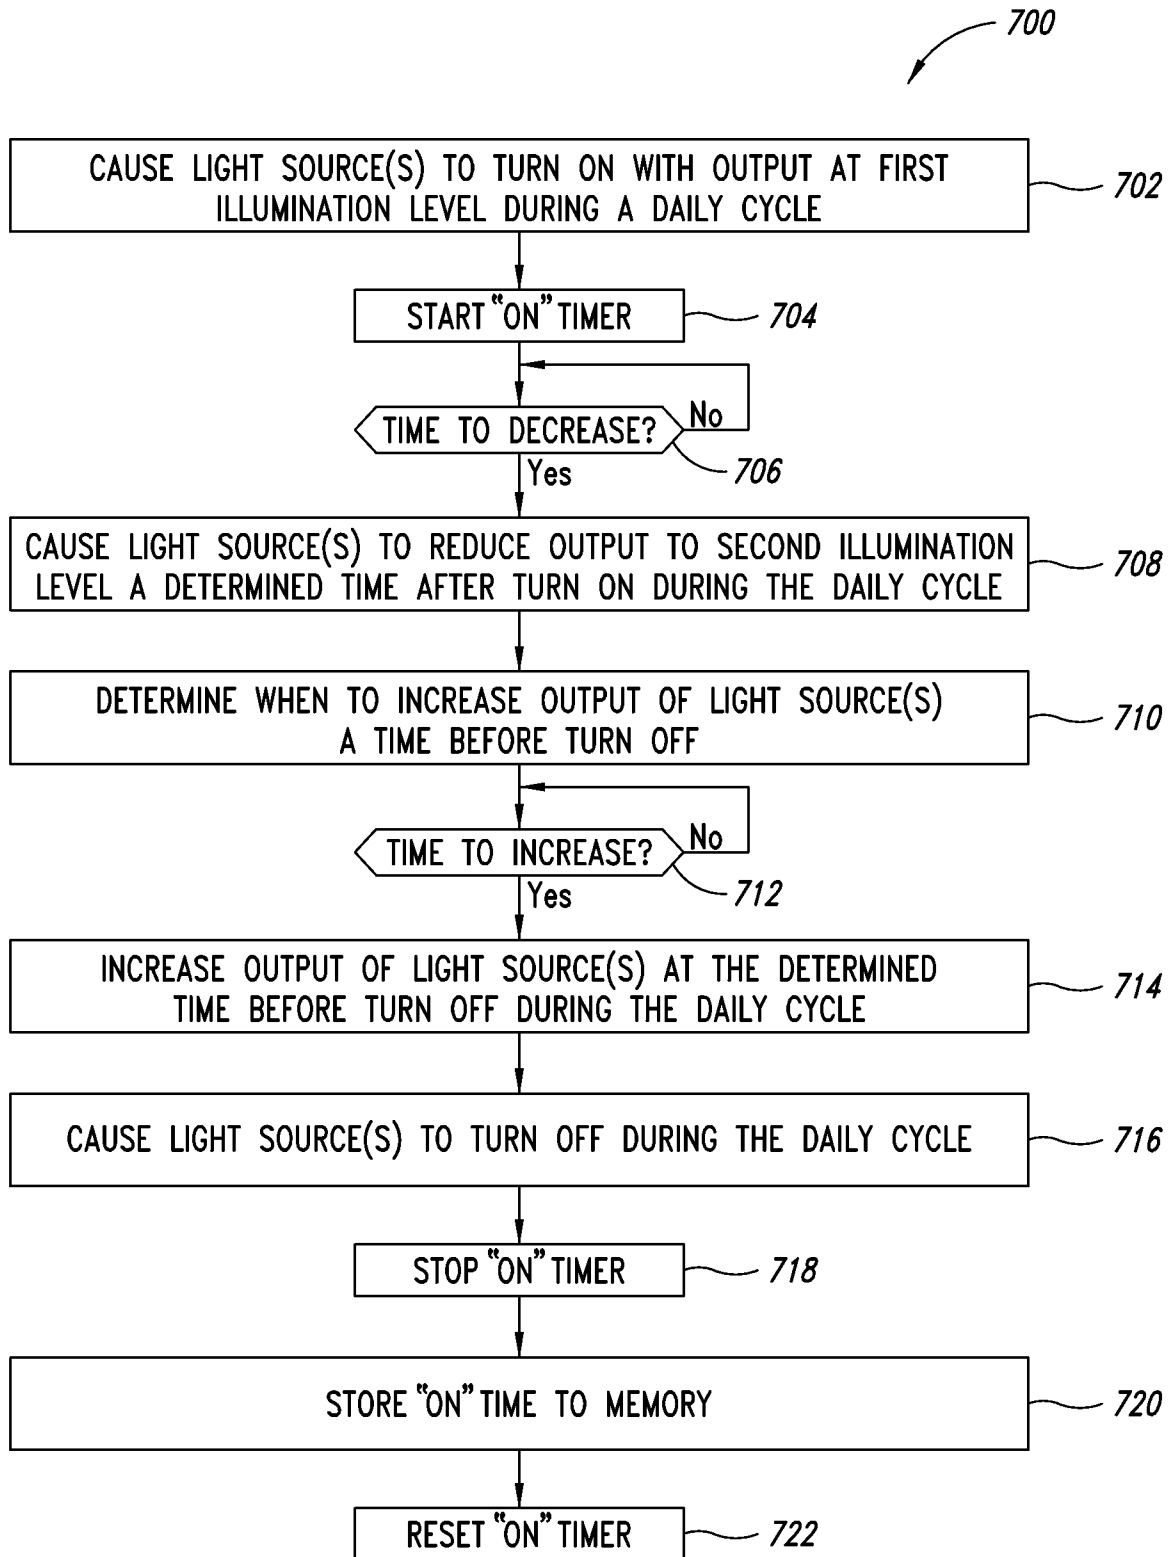 700
CAUSE LIGHT SOURCE(S) TO TURN ON WITH OUTPUT AT FIRST
ILLUMINATION LEVEL DURING A DAILY CYCLE
702
START "ON" TIMER
704
TIME TO DECREASE?
No
706
Yes
CAUSE LIGHT SOURCE(S) TO REDUCE OUTPUT TO SECOND ILLUMINATION
LEVEL A DETERMINED TIME AFTER TURN ON DURING THE DAILY CYCLE
708
DETERMINE WHEN TO INCREASE OUTPUT OF LIGHT SOURCE(S)
A TIME BEFORE TURN OFF
710
TIME TO INCREASE?
No
712
Yes
INCREASE OUTPUT OF LIGHT SOURCE(S) AT THE DETERMINED
TIME BEFORE TURN OFF DURING THE DAILY CYCLE
714
CAUSE LIGHT SOURCE(S) TO TURN OFF DURING THE DAILY CYCLE
716
STOP "ON" TIMER
718
STORE "ON" TIME TO MEMORY
720
RESET "ON" TIMER
722